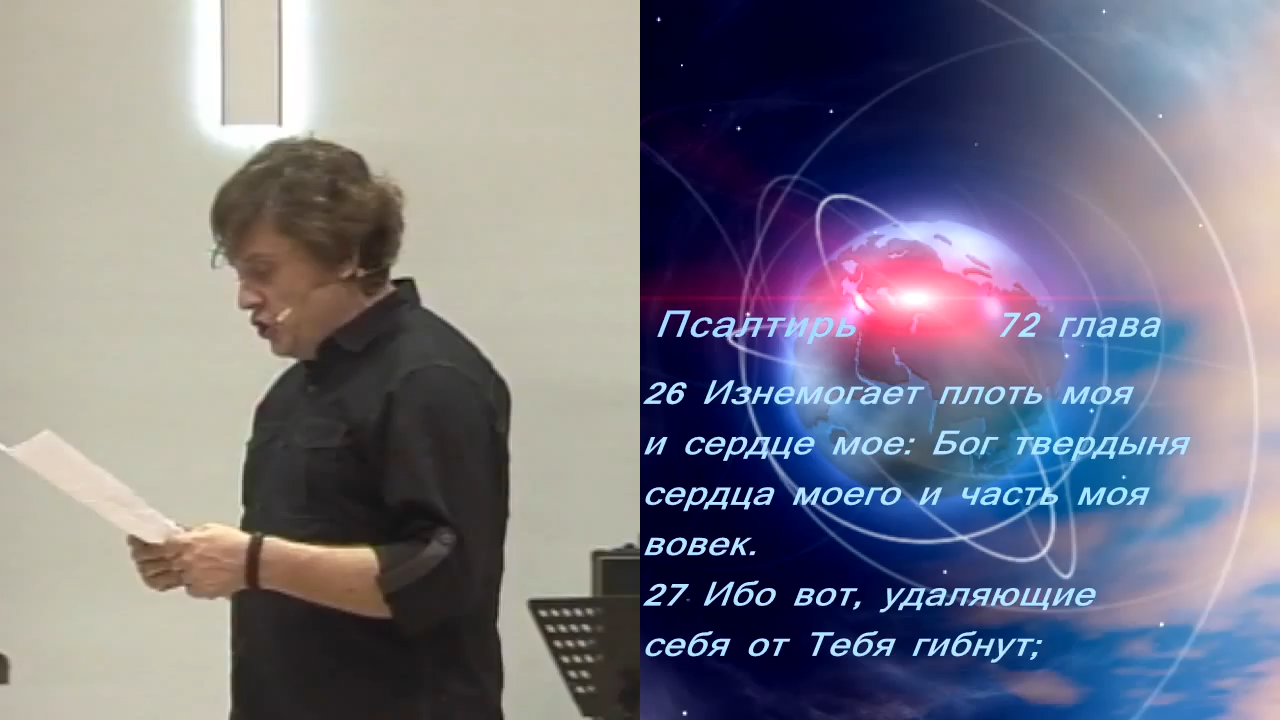 Псалтирь 72 глава
26 Изнемогает плоть моя
и сердце мое: Бог твердыня
сердца моего и часть моя
вовек.
27 Ибо вот, удаляющие
себя от Тебя гибнут;